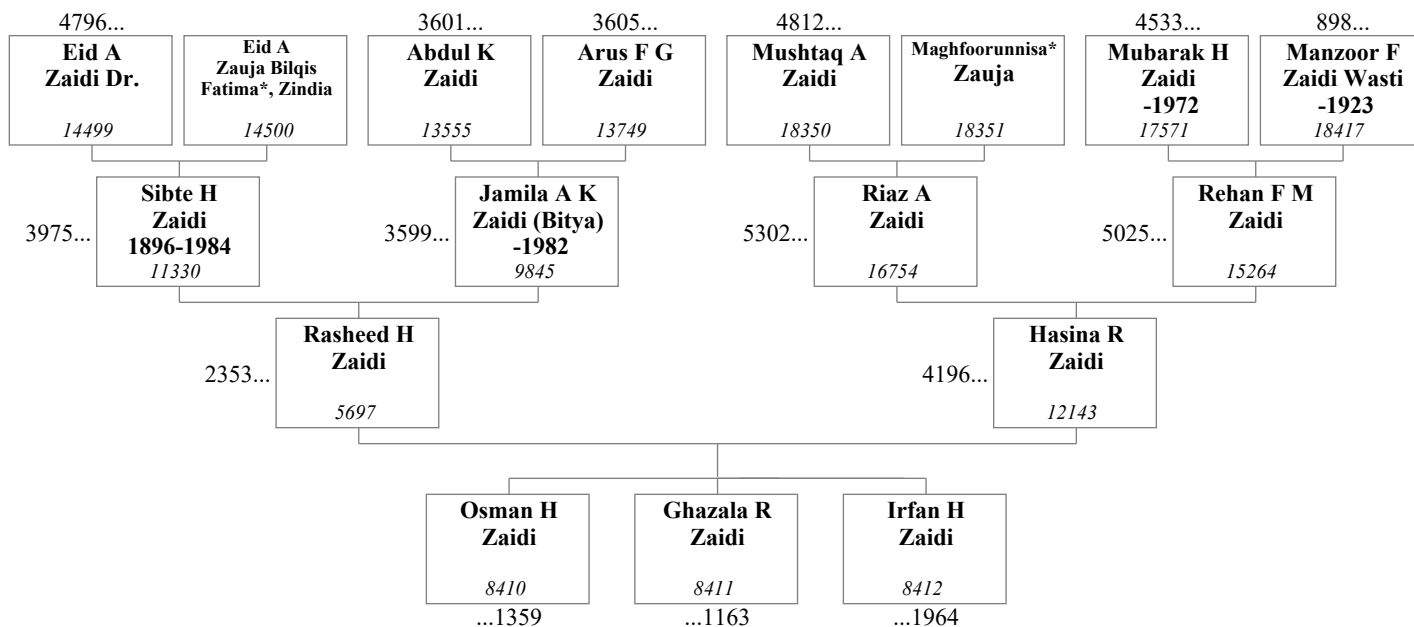 4796...
3601...
3605...
4812...
4533...
898...
Eid A
Zaidi Dr.
14499
Eid A
Zauja Bilqis
Fatima*, Zindia
14500
Abdul K
Zaidi
13555
Arus F G
Zaidi
13749
Mushtaq A
Zaidi
18350
Maghfoorunnisa*
Zauja
18351
Mubarak H
Zaidi
-1972
17571
Manzoor F
Zaidi Wasti
-1923
18417
3975...
Sibte H
Zaidi
1896-1984
11330
3599...
Jamila A K
Zaidi (Bitya)
-1982
9845
5302...
Riaz A
Zaidi
16754
5025...
Rehan F M
Zaidi
15264
2353...
Rasheed H
Zaidi
5697
4196...
Hasina R
Zaidi
12143
Osman H
Zaidi
8410
Ghazala R
Zaidi
8411
Irfan H
Zaidi
8412
...1359
...1163
...1964